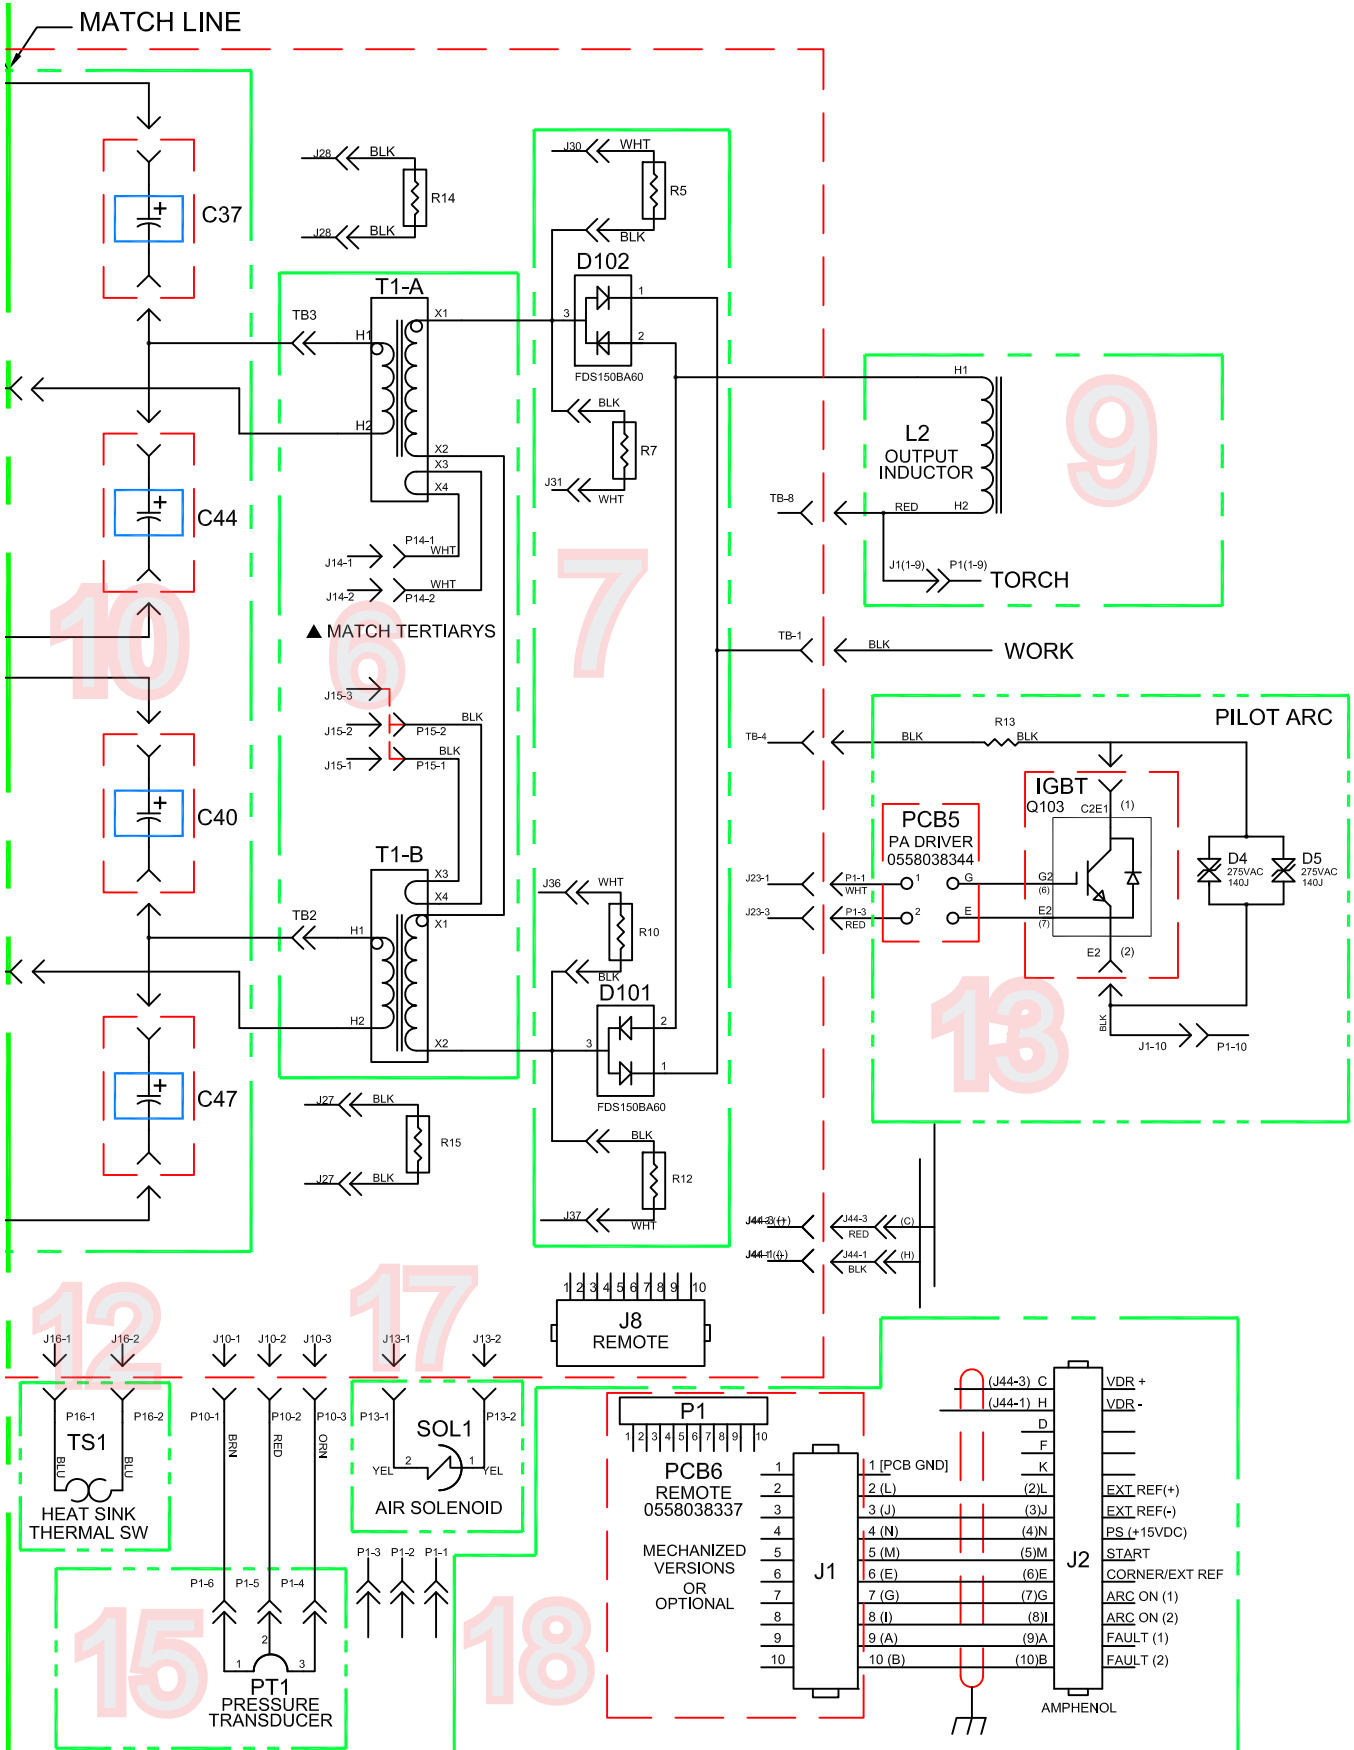 MATCH LINE
C37
C44
C40
C47
10
J28
BLK
R14
J28
BLK
T1-A
TB3
H1
H2
X1
X2
X3
X4
P14-1
WHT
J14-1
WHT
J14-2
P14-2
▲ MATCH TERTIARYS
6
J15-3
J15-2
P15-2
BLK
J15-1
P15-1
BLK
T1-B
TB2
X3
X4
X1
H1
H2
X2
J27
BLK
R15
J27
BLK
J30
WHT
R5
BLK
D102
3
1
2
FDS150BA60
BLK
R7
J31
WHT
7
J36
WHT
R10
BLK
D101
3
2
1
FDS150BA60
BLK
R12
J37
WHT
9
H1
L2
OUTPUT
INDUCTOR
TB-8
RED
H2
J1(1-9)
P1(1-9)
TORCH
TB-1
BLK
WORK
PILOT ARC
TB-4
BLK
R13
BLK
IGBT
Q103
C2E1
(1)
PCB5
PA DRIVER
0558038344
J23-1
P1-1
WHT
1
G
G2
(6)
J23-3
P1-3
RED
2
E
E2
(7)
E2
(2)
D4
275VAC
140J
D5
275VAC
140J
13
BLK
J1-10
P1-10
J44-3
(C)
RED
J44-1
(H)
BLK
12
J16-1
J16-2
P16-1
P16-2
TS1
BLU
BLU
HEAT SINK
THERMAL SW
J10-1
J10-2
J10-3
P10-1
P10-2
P10-3
BRN
RED
ORN
P1-6
P1-5
P1-4
15
1
2
3
PT1
PRESSURE
TRANSDUCER
17
J13-1
J13-2
P13-1
P13-2
SOL1
YEL
2
1
YEL
AIR SOLENOID
P1-3
P1-2
P1-1
18
1 2 3 4 5 6 7 8 9 10
J8
REMOTE
P1
1 2 3 4 5 6 7 8 9 10
PCB6
REMOTE
0558038337
MECHANIZED
VERSIONS
OR
OPTIONAL
1
2
3
4
5
6
7
8
9
10
J1
1 [PCB GND]
2 (L)
3 (J)
4 (N)
5 (M)
6 (E)
7 (G)
8 (I)
9 (A)
10 (B)
(J44-3) C
(J44-1) H
D
F
K
(2)L
(3)J
(4)N
(5)M
(6)E
(7)G
(8)I
(9)A
(10)B
J2
VDR +
VDR -
EXT REF(+)
EXT REF(-)
PS (+15VDC)
START
CORNER/EXT REF
ARC ON (1)
ARC ON (2)
FAULT (1)
FAULT (2)
AMPHENOL